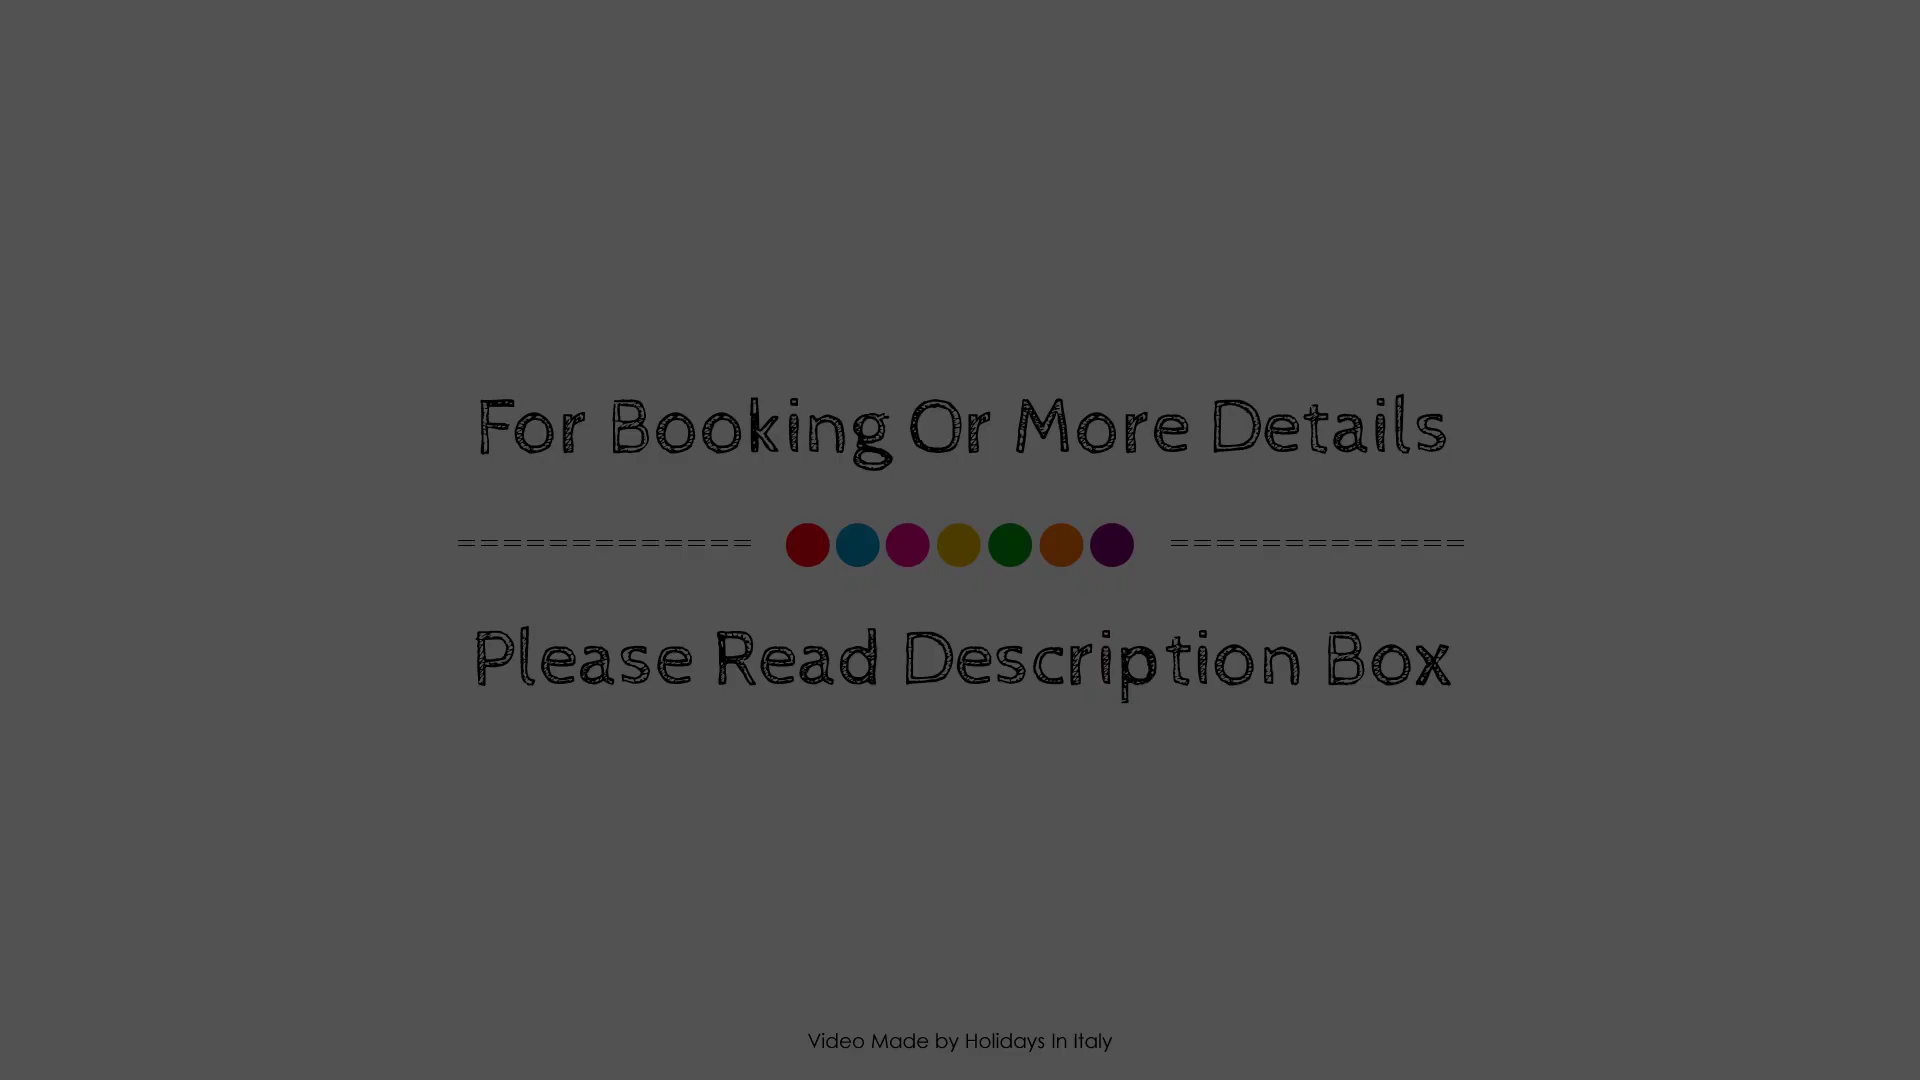 For Booking Or More Details
============= =============
Please Read Description Box
Video Made by Holidays In Italy